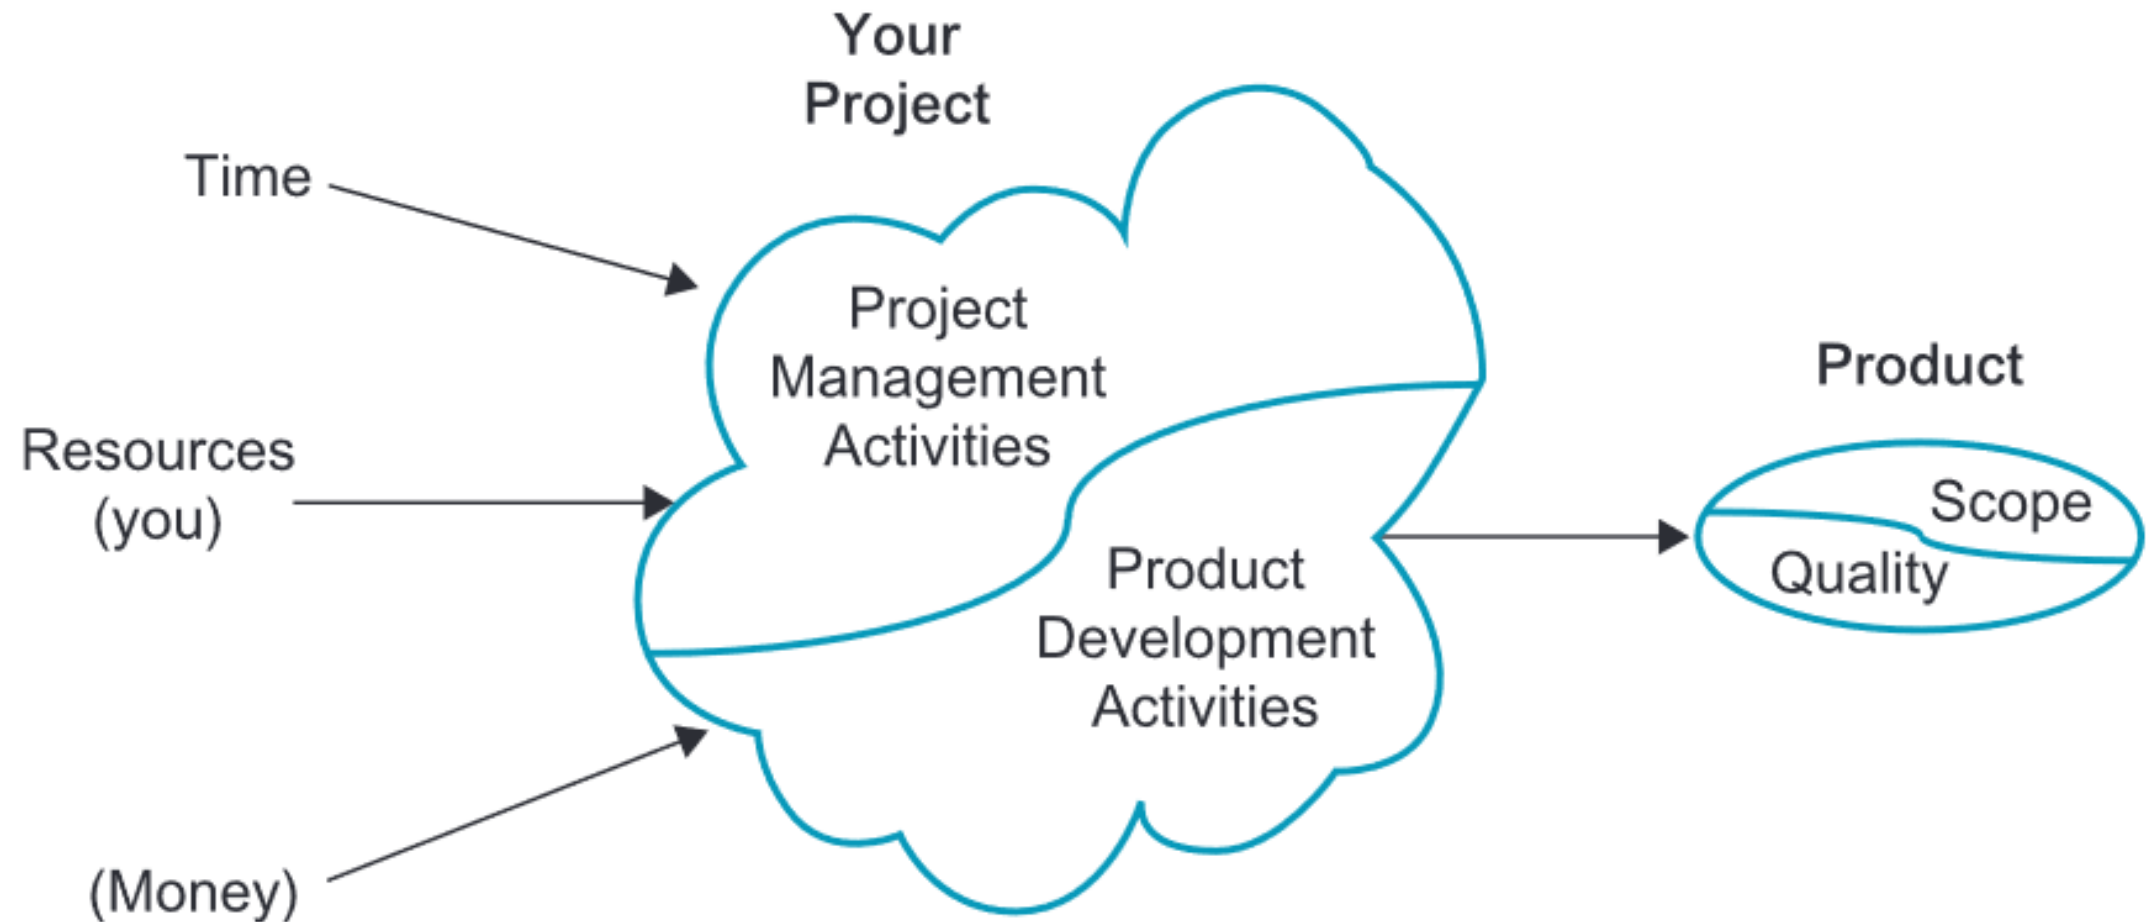 Your
Project
Time
Project
Management
Activities
Resources
(you)
Product
Development
Activities
(Money)
Product
Scope
Quality